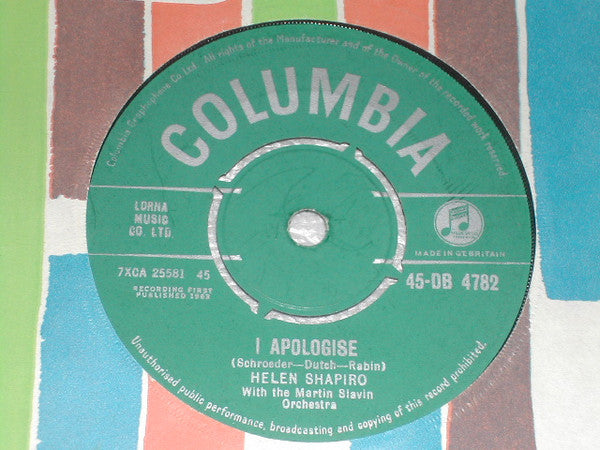 Columbia Graphophone Co Ltd. All rights of the Manufacturer and of the Owner of the recorded work reserved.
COLUMBIA
LORNA
MUSIC
CO. LTD
MADE IN GT BRITAIN
7XCA 25581 45
45-DB 4782
RECORDING FIRST
PUBLISHED 1962
I APOLOGISE
(Schroeder—Dutch—Rabin)
HELEN SHAPIRO
With the Martin Slavin
Orchestra
Unauthorised public performance, broadcasting and copying of this record prohibited.